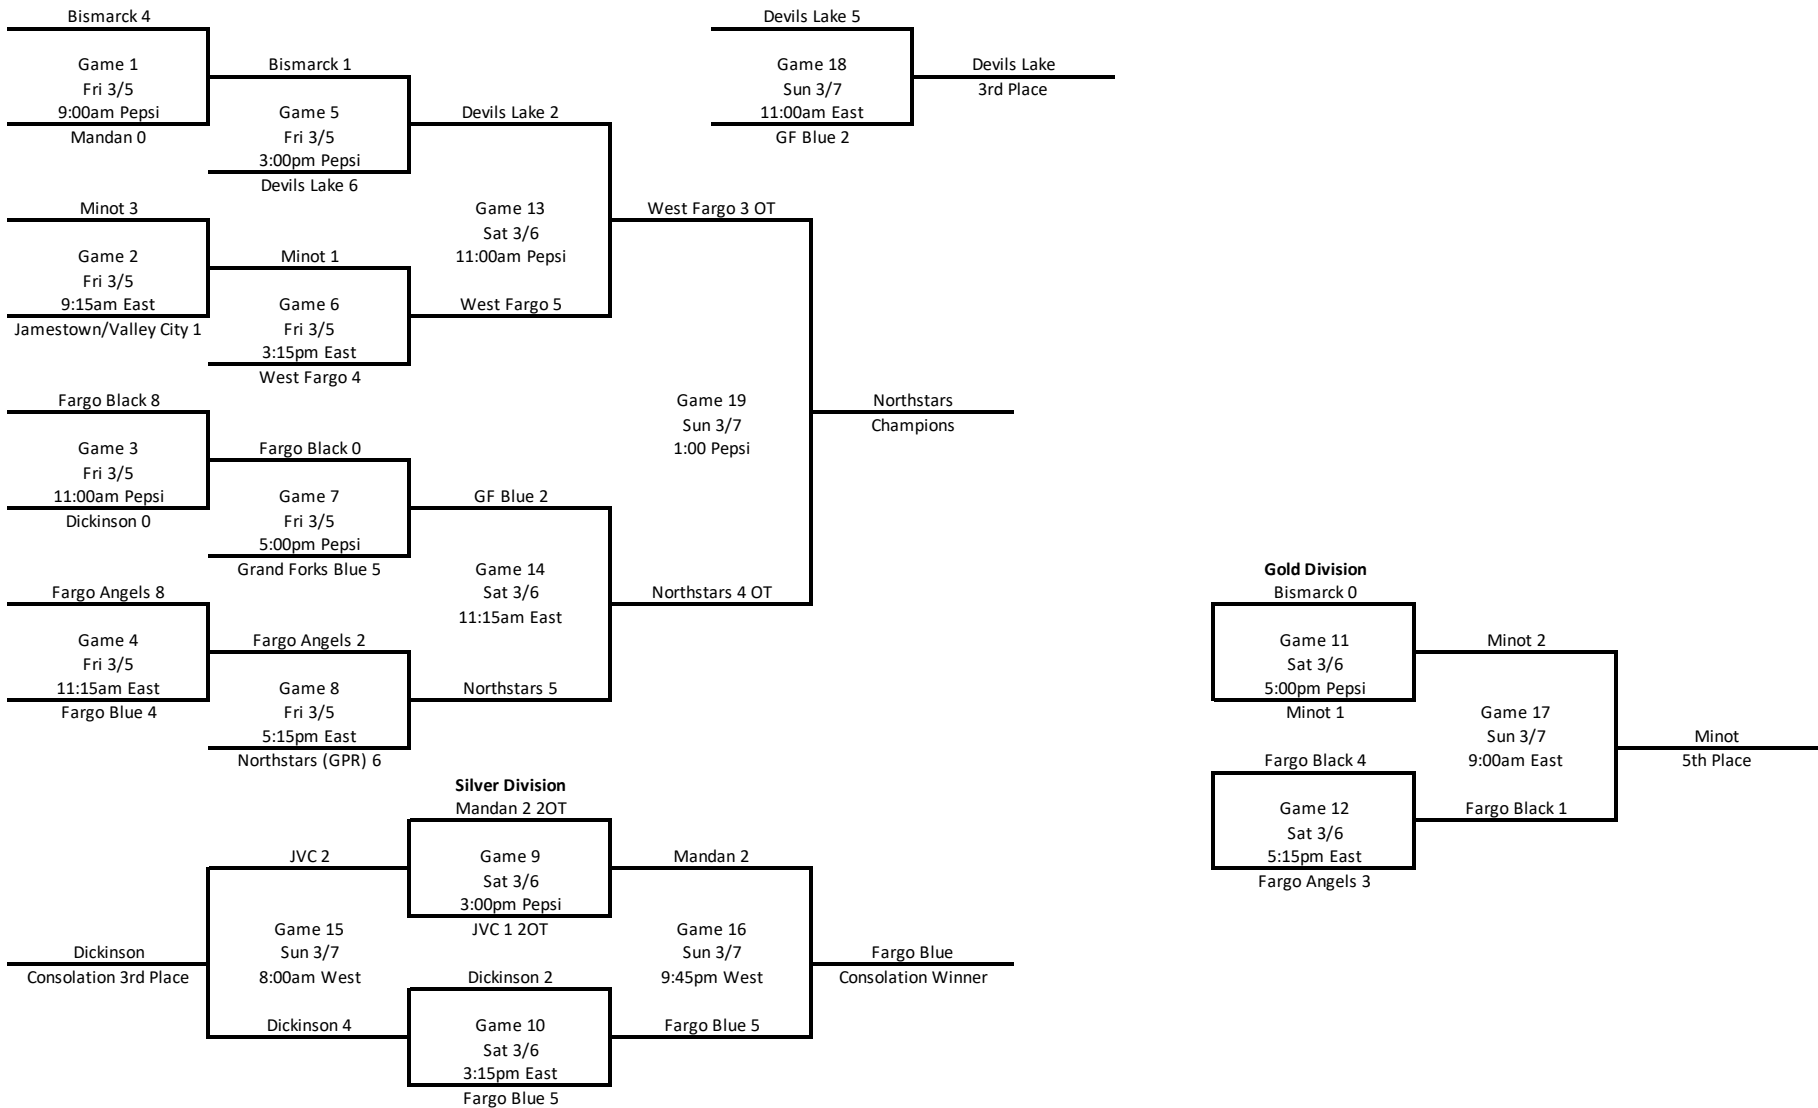 Bismarck 4
Game 1
Fri 3/5
9:00am Pepsi
Mandan 0
Minot 3
Game 2
Fri 3/5
9:15am East
Jamestown/Valley City 1
Fargo Black 8
Game 3
Fri 3/5
11:00am Pepsi
Dickinson 0
Fargo Angels 8
Game 4
Fri 3/5
11:15am East
Fargo Blue 4
Bismarck 1
Game 5
Fri 3/5
3:00pm Pepsi
Devils Lake 6
Minot 1
Game 6
Fri 3/5
3:15pm East
West Fargo 4
Fargo Black 0
Game 7
Fri 3/5
5:00pm Pepsi
Grand Forks Blue 5
Fargo Angels 2
Game 8
Fri 3/5
5:15pm East
Northstars (GPR) 6
Devils Lake 2
Game 13
Sat 3/6
11:00am Pepsi
West Fargo 5
GF Blue 2
Game 14
Sat 3/6
11:15am East
Northstars 5
West Fargo 3 OT
Game 19
Sun 3/7
1:00 Pepsi
Northstars 4 OT
Northstars
Champions
Devils Lake 5
Game 18
Sun 3/7
11:00am East
GF Blue 2
Devils Lake
3rd Place
Gold Division
Bismarck 0
Game 11
Sat 3/6
5:00pm Pepsi
Minot 1
Fargo Black 4
Game 12
Sat 3/6
5:15pm East
Fargo Angels 3
Minot 2
Game 17
Sun 3/7
9:00am East
Fargo Black 1
Minot
5th Place
Silver Division
Mandan 2 2OT
Game 9
Sat 3/6
3:00pm Pepsi
JVC 1 2OT
Dickinson 2
Game 10
Sat 3/6
3:15pm East
Fargo Blue 5
JVC 2
Game 15
Sun 3/7
8:00am West
Dickinson 4
Dickinson
Consolation 3rd Place
Mandan 2
Game 16
Sun 3/7
9:45pm West
Fargo Blue 5
Fargo Blue
Consolation Winner